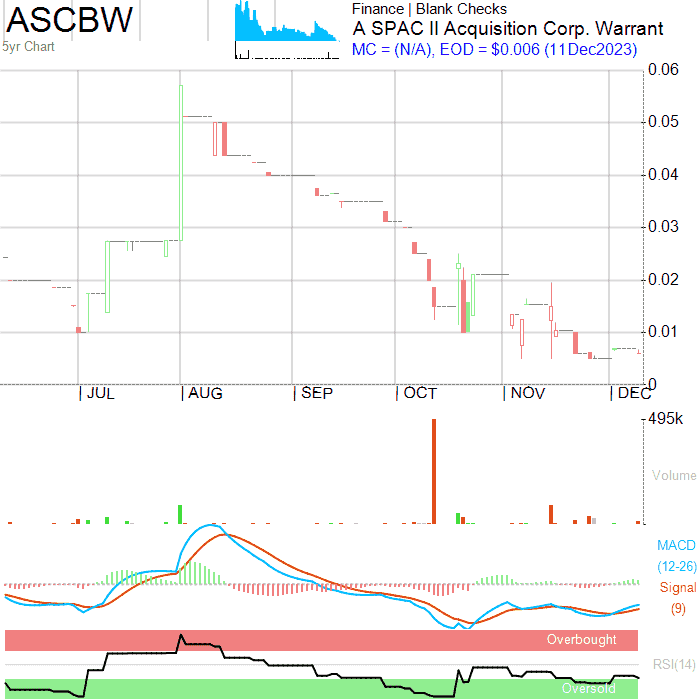 ASCBW
5yr Chart
Finance | Blank Checks
A SPAC II Acquisition Corp. Warrant
MC = (N/A), EOD = $0.006 (11Dec2023)
0.06
0.05
0.04
0.03
0.02
0.01
0
JUL
AUG
SEP
OCT
NOV
DEC
495k
Volume
MACD
(12-26)
Signal
(9)
Overbought
RSI(14)
Oversold